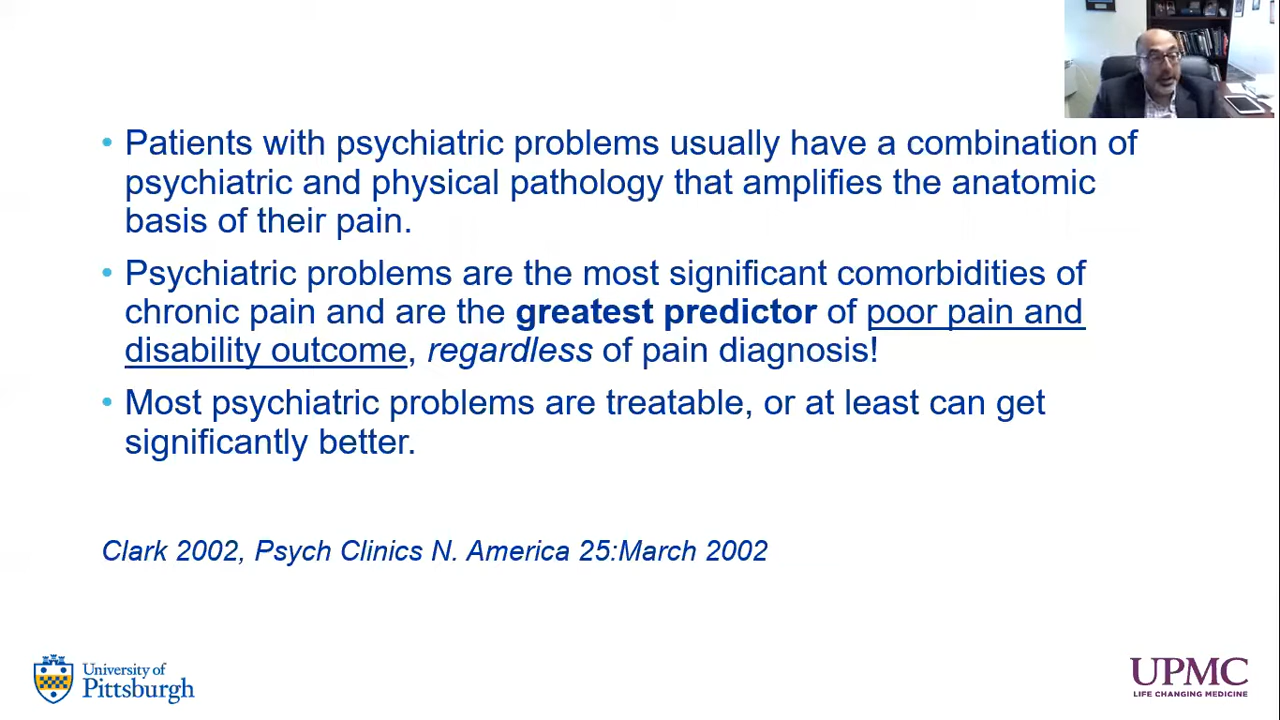 • Patients with psychiatric problems usually have a combination of
psychiatric and physical pathology that amplifies the anatomic
basis of their pain.
• Psychiatric problems are the most significant comorbidities of
chronic pain and are the greatest predictor of poor pain and
disability outcome, regardless of pain diagnosis!
• Most psychiatric problems are treatable, or at least can get
significantly better.
Clark 2002, Psych Clinics N. America 25:March 2002
University of
Pittsburgh
UPMC
LIFE CHANGING MEDICINE